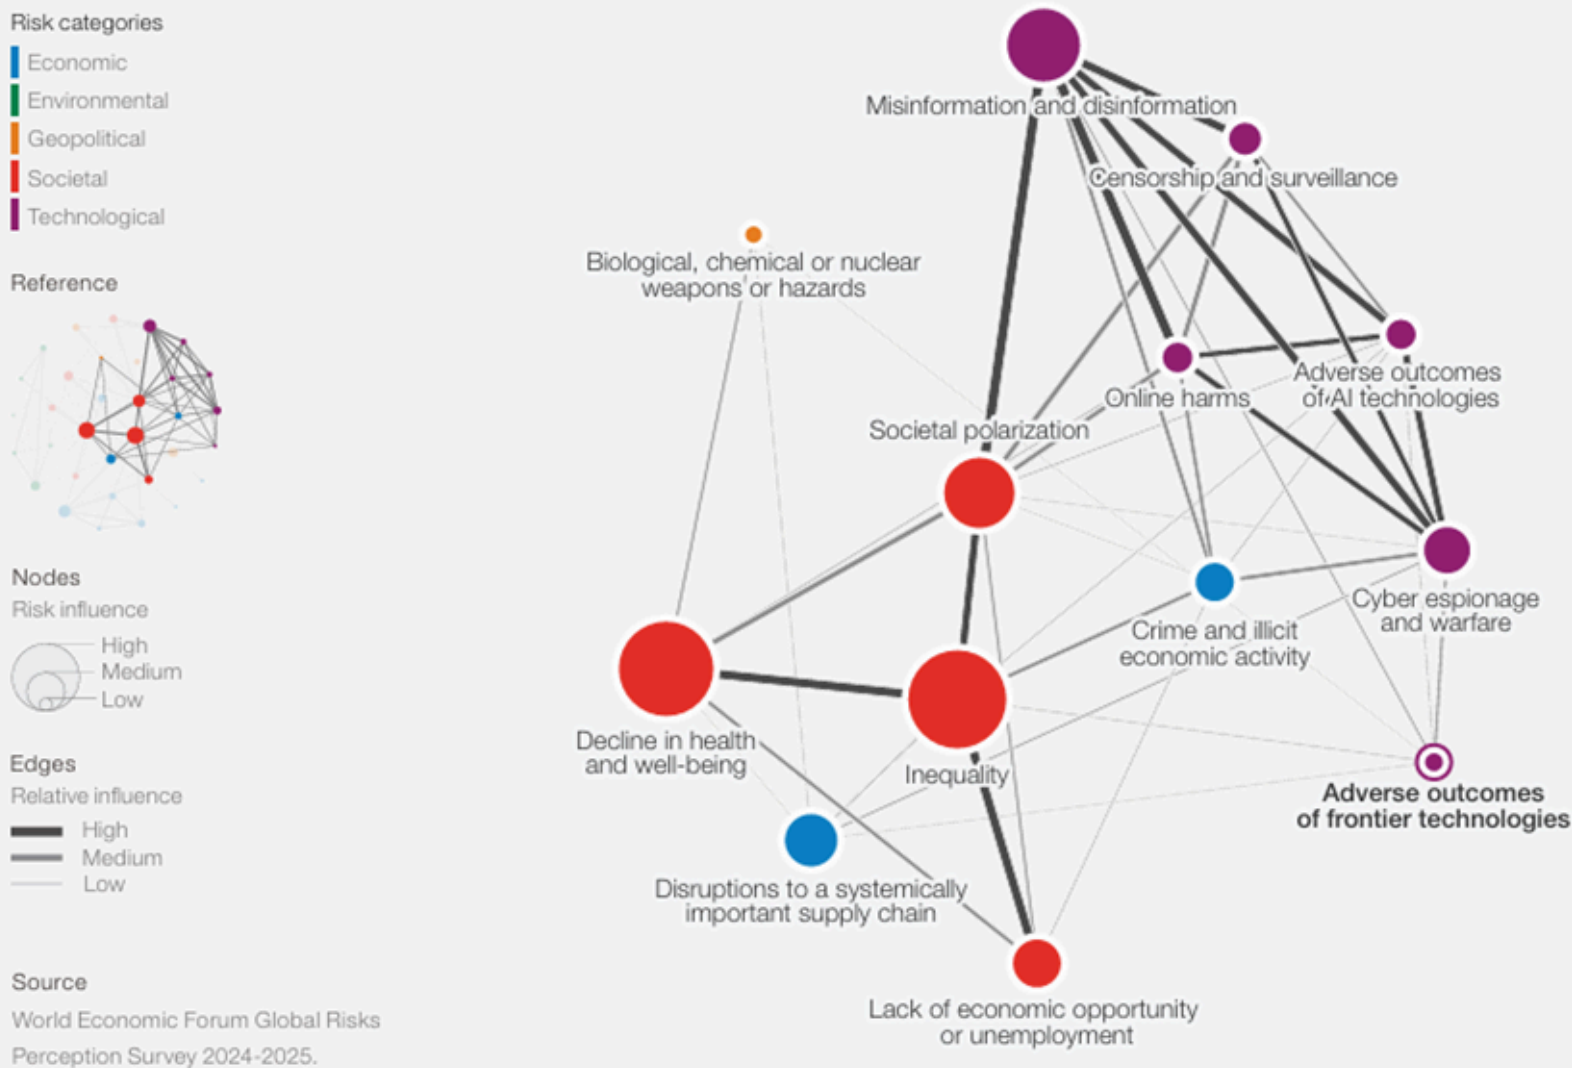 Risk categories
Economic
Environmental
Geopolitical
Societal
Technological
Reference
Nodes
Risk influence
High
Medium
Low
Edges
Relative influence
High
Medium
Low
Source
World Economic Forum Global Risks
Perception Survey 2024-2025.
Misinformation and disinformation
Censorship and surveillance
Biological, chemical or nuclear
weapons or hazards
Adverse outcomes
of AI technologies
Online harms
Societal polarization
Cyber espionage
and warfare
Crime and illicit
economic activity
Decline in health
and well-being
Inequality
Adverse outcomes
of frontier technologies
Disruptions to a systemically
important supply chain
Lack of economic opportunity
or unemployment